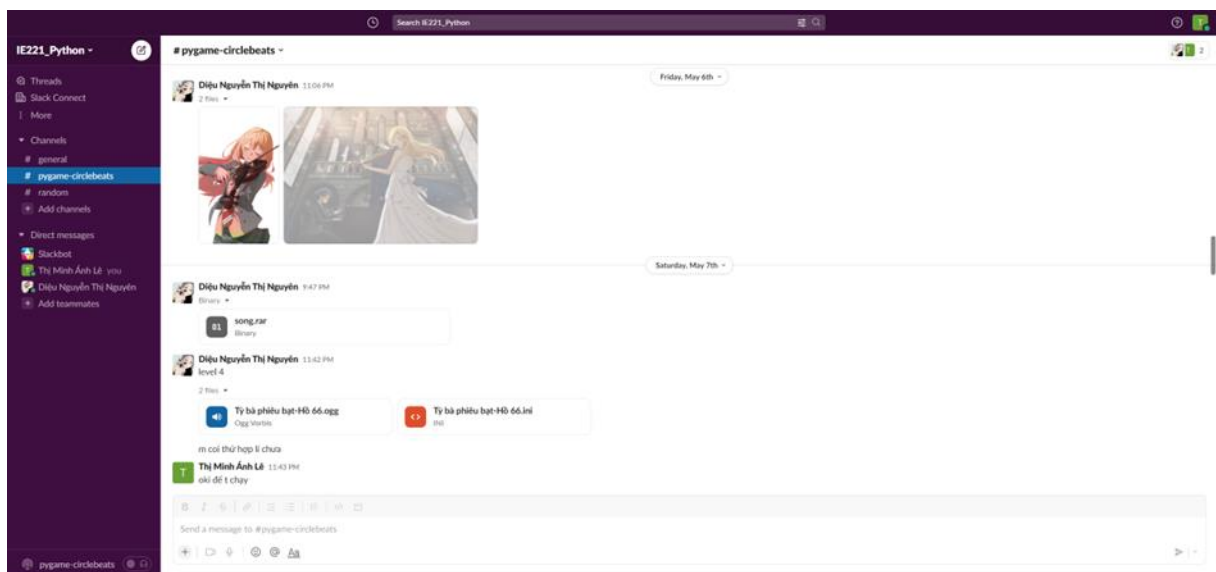 Search IE221_Python
IE221_Python
# pygame-circlebeats
2
Threads
Slack Connect
More
Channels
# general
# pygame-circlebeats
# random
+ Add channels
Direct messages
Slackbot
Thị Minh Ánh Lê you
Diệu Nguyễn Thị Nguyên
+ Add teammates
pygame-circlebeats
Friday, May 6th
Diệu Nguyễn Thị Nguyên 11:06 PM
2 files
Saturday, May 7th
Diệu Nguyễn Thị Nguyên 9:47 PM
Binary
01
song.rar
Binary
Diệu Nguyễn Thị Nguyên 11:42 PM
level 4
2 files
Tỳ bà phiêu bạt-Hồ 66.ogg
Ogg Vorbis
Tỳ bà phiêu bạt-Hồ 66.ini
INI
m coi thử hợp lí chưa
T
Thị Minh Ánh Lê 11:43 PM
oki để t chạy
B I S
Send a message to #pygame-circlebeats
+ @ Aa